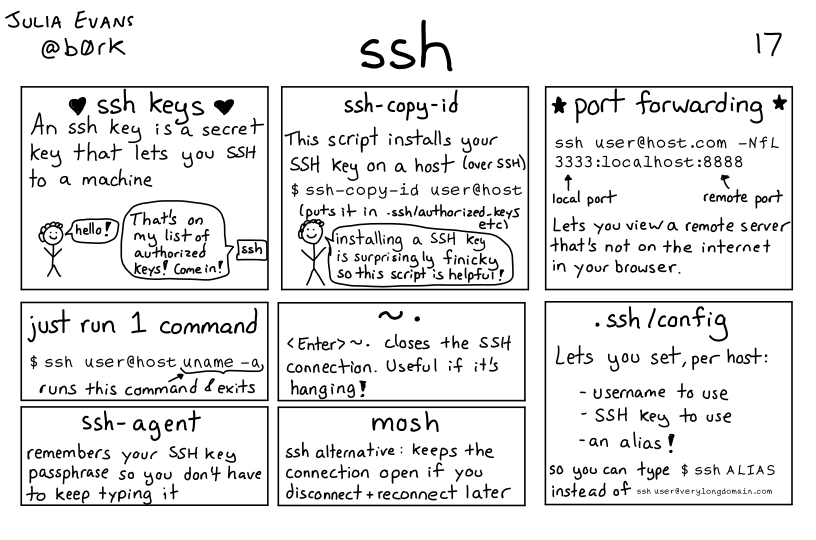 JULIA EVANS
@b0rk
ssh
17
♥ ssh keys ♥
An ssh key is a secret
key that lets you SSH
to a machine
hello!
That's on
my list of
authorized
keys! Come in!
ssh
ssh-copy-id
This script installs your
SSH key on a host (over SSH)
$ ssh-copy-id user@host
(puts it in .ssh/authorized_keys
etc)
installing a SSH key
is surprisingly finicky
so this script is helpful!
★ port forwarding ★
ssh user@host.com -NfL
3333:localhost:8888
local port
remote port
Lets you view a remote server
that's not on the internet
in your browser.
just run 1 command
$ ssh user@host uname -a
runs this command & exits
~.
<Enter>~. closes the SSH
connection. Useful if it's
hanging!
.ssh/config
Lets you set, per host:
- username to use
- SSH key to use
- an alias!
so you can type $ ssh ALIAS
instead of ssh user@verylongdomain.com
ssh-agent
remembers your SSH key
passphrase so you don't have
to keep typing it
mosh
ssh alternative: keeps the
connection open if you
disconnect + reconnect later